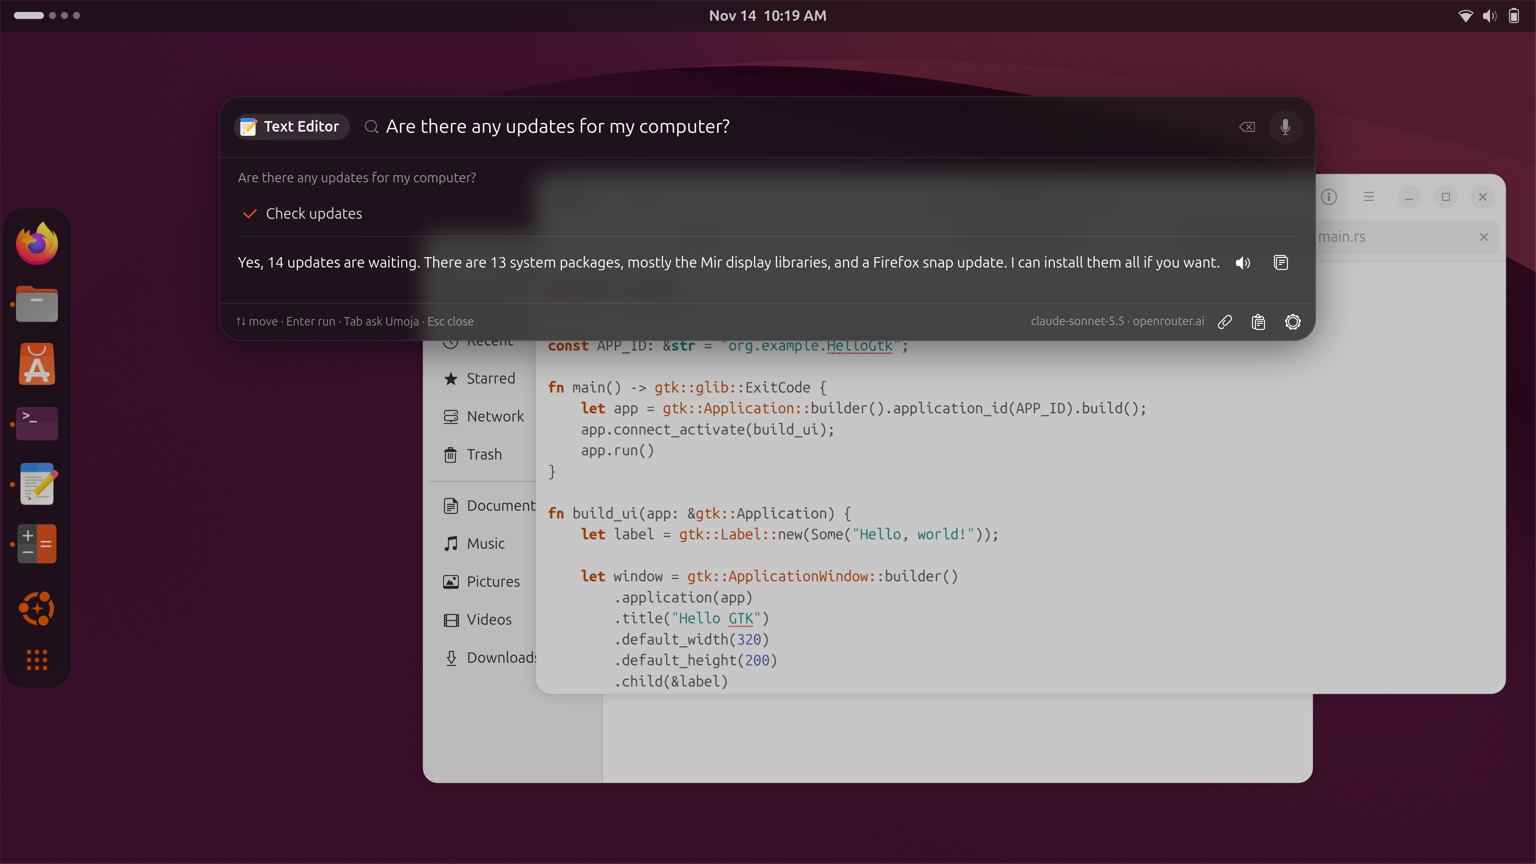 Nov 14 10:19 AM
Text Editor
Are there any updates for my computer?
Are there any updates for my computer?
Check updates
Yes, 14 updates are waiting. There are 13 system packages, mostly the Mir display libraries, and a Firefox snap update. I can install them all if you want.
↑↓ move · Enter run · Tab ask Umoja · Esc close
claude-sonnet-5.5 · openrouter.ai
main.rs
Recent
Starred
Network
Trash
Document
Music
Pictures
Videos
Downloads
const APP_ID: &str = "org.example.HelloGtk";
fn main() -> gtk::glib::ExitCode {
let app = gtk::Application::builder().application_id(APP_ID).build();
app.connect_activate(build_ui);
app.run()
}
fn build_ui(app: &gtk::Application) {
let label = gtk::Label::new(Some("Hello, world!"));
let window = gtk::ApplicationWindow::builder()
.application(app)
.title("Hello GTK")
.default_width(320)
.default_height(200)
.child(&label)